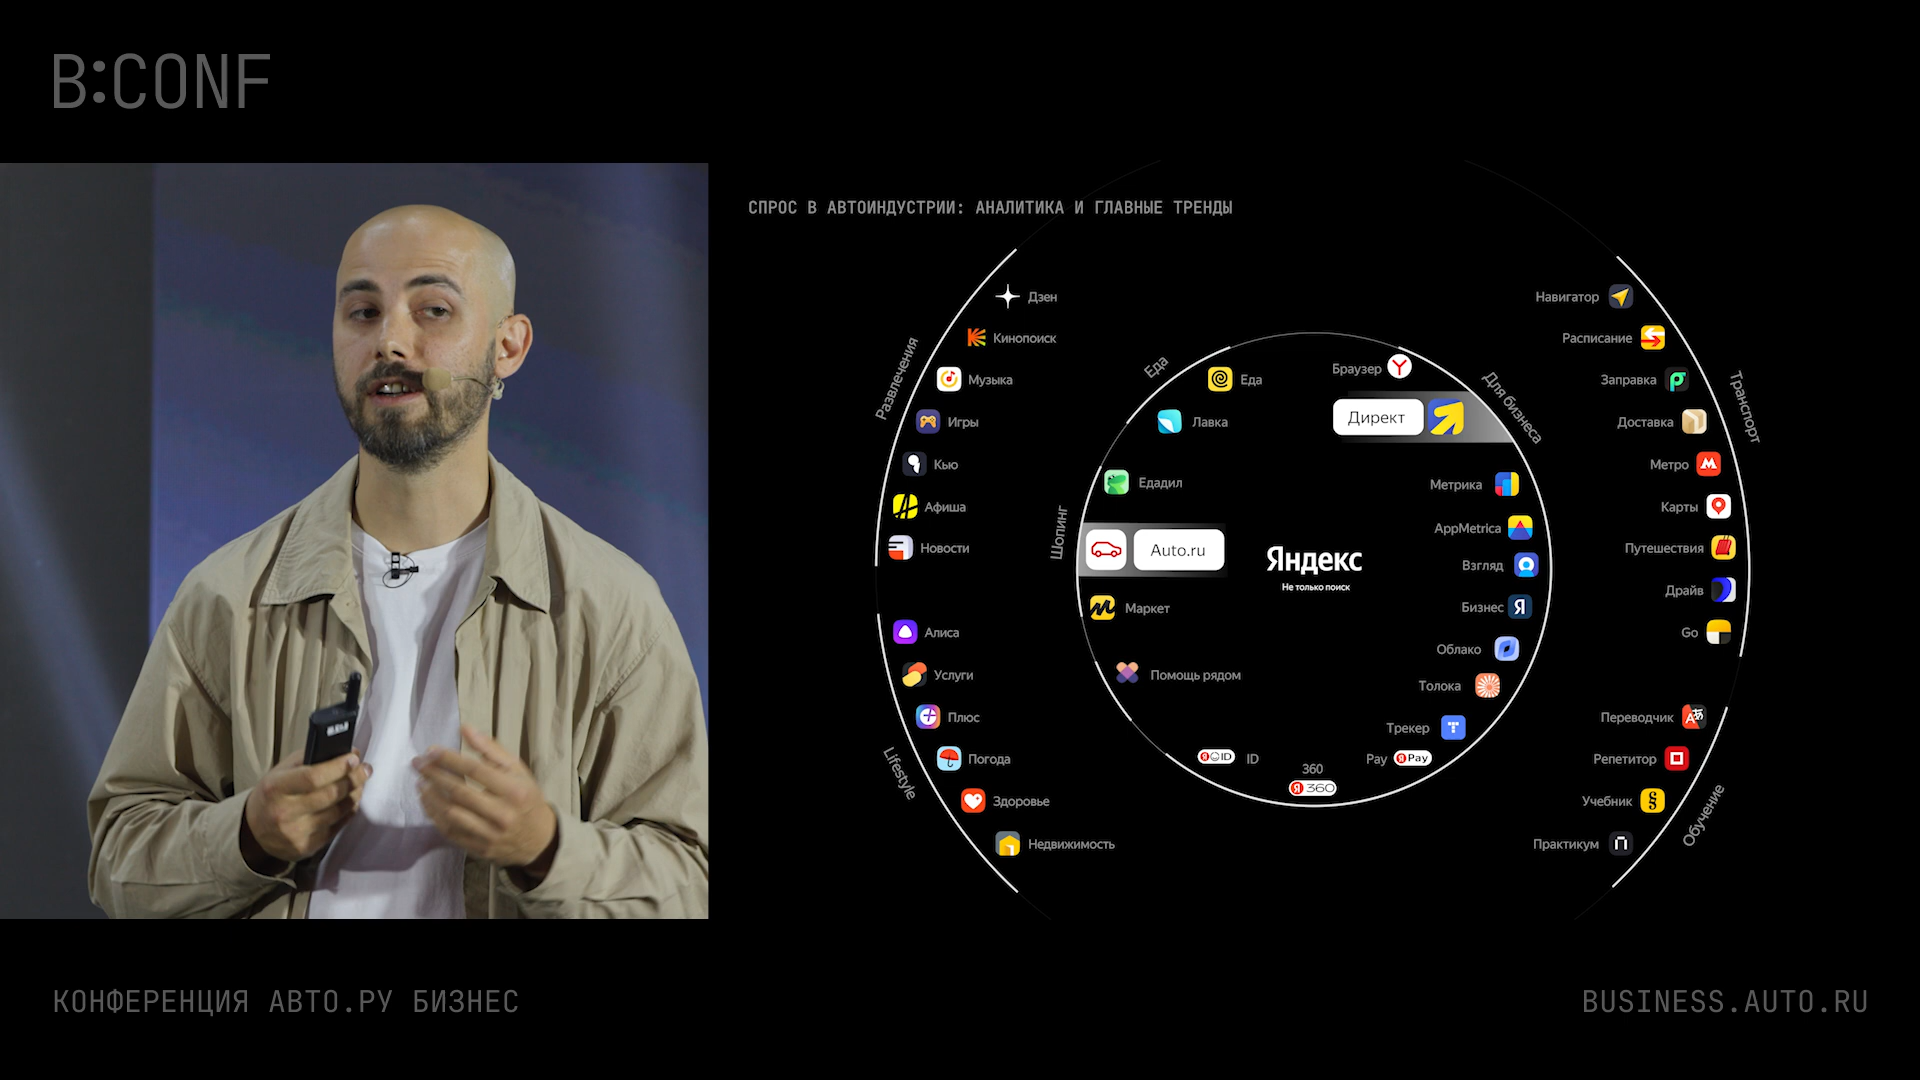 B:CONF
СПРОС В АВТОИНДУСТРИИ: АНАЛИТИКА И ГЛАВНЫЕ ТРЕНДЫ
Развлечения
Дзен
Кинопоиск
Музыка
Игры
Кью
Афиша
Новости
Lifestyle
Алиса
Услуги
Плюс
Погода
Здоровье
Недвижимость
Еда
Еда
Лавка
Шопинг
Едадил
Auto.ru
Маркет
Помощь рядом
Яндекс
Не только поиск
Для бизнеса
Браузер
Директ
Метрика
AppMetrica
Взгляд
Бизнес Я
Облако
Толока
Трекер
Я ID ID
360
Я 360
Pay Я Pay
Транспорт
Навигатор
Расписание
Заправка
Доставка
Метро
Карты
Путешествия
Драйв
Go
Обучение
Переводчик
Репетитор
Учебник
Практикум
КОНФЕРЕНЦИЯ АВТО.РУ БИЗНЕС
BUSINESS.AUTO.RU